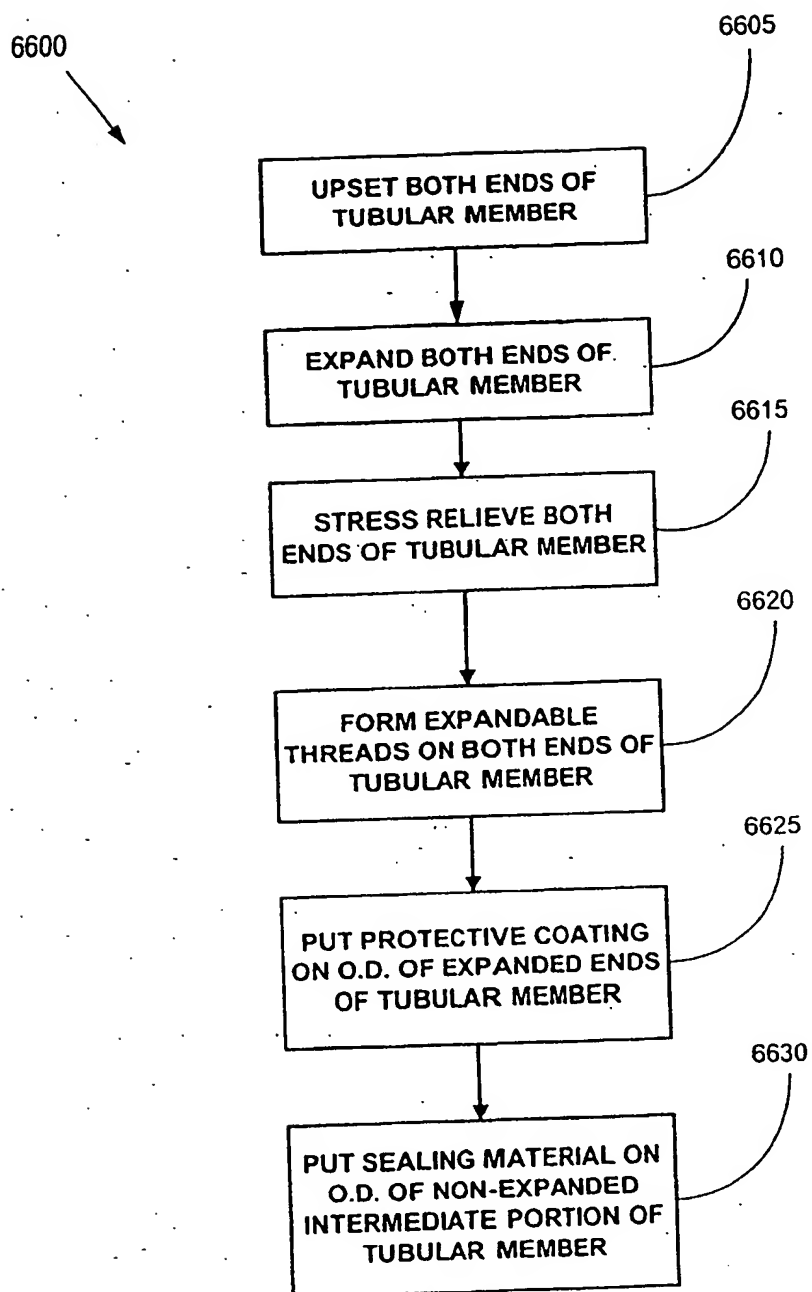 6600
6605
UPSET BOTH ENDS OF
TUBULAR MEMBER
6610
EXPAND BOTH ENDS OF
TUBULAR MEMBER
6615
STRESS RELIEVE BOTH
ENDS OF TUBULAR MEMBER
6620
FORM EXPANDABLE
THREADS ON BOTH ENDS OF
TUBULAR MEMBER
6625
PUT PROTECTIVE COATING
ON O.D. OF EXPANDED ENDS
OF TUBULAR MEMBER
6630
PUT SEALING MATERIAL ON
O.D. OF NON-EXPANDED
INTERMEDIATE PORTION OF
TUBULAR MEMBER